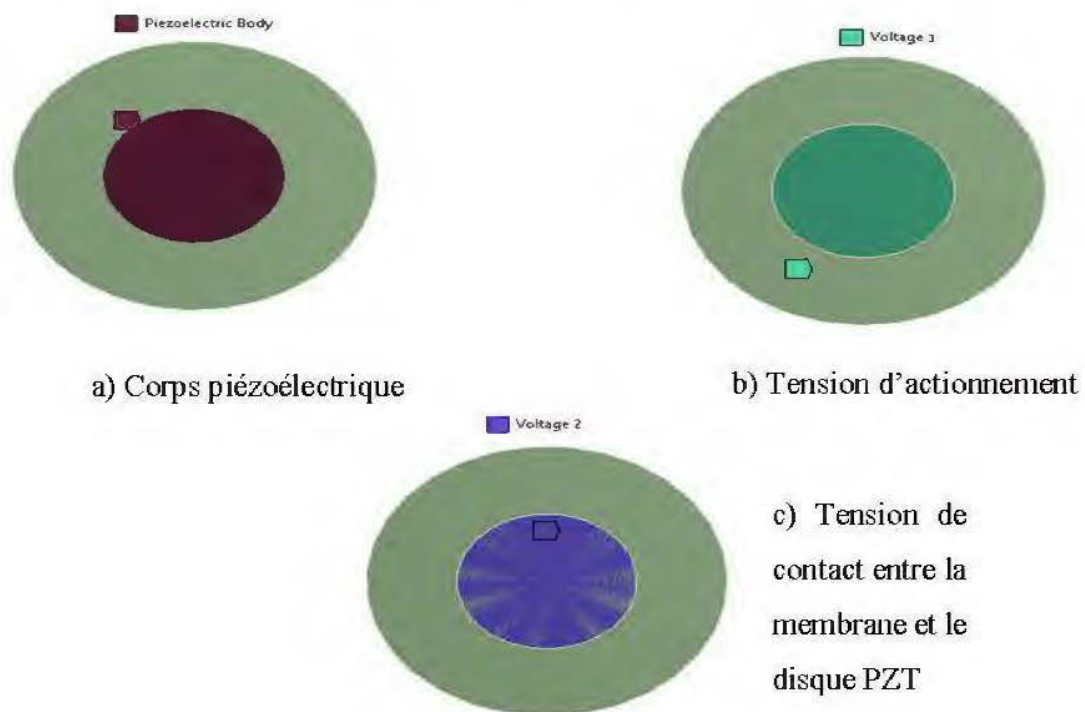 Piezoelectric Body
Voltage 1
a) Corps piézoélectrique
b) Tension d'actionnement
Voltage 2
c) Tension de
contact entre la
membrane et le
disque PZT